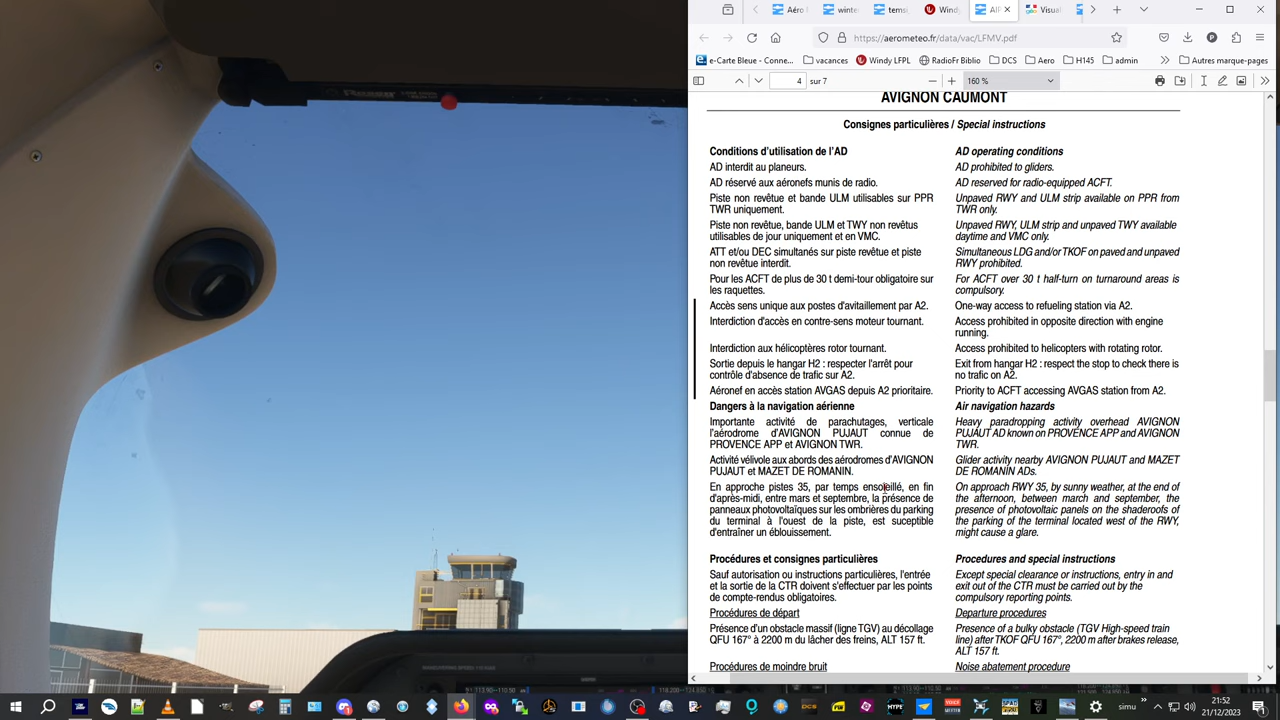 Aéro
winte
tems
Windy
AIP
Visual
https://aerometeo.fr/data/vac/LFMV.pdf
e-Carte Bleue - Conne...
vacances
Windy LFPL
RadioFr Biblio
DCS
Aero
H145
admin
Autres marque-pages
4 sur 7
160 %
AVIGNON CAUMONT
Consignes particulières / Special instructions
Conditions d'utilisation de l'AD
AD interdit au planeurs.
AD réservé aux aéronefs munis de radio.
Piste non revêtue et bande ULM utilisables sur PPR
TWR uniquement.
Piste non revêtue, bande ULM et TWY non revêtus
utilisables de jour uniquement et en VMC.
ATT et/ou DEC simultanés sur piste revêtue et piste
non revêtue interdit.
Pour les ACFT de plus de 30 t demi-tour obligatoire sur
les raquettes.
Accès sens unique aux postes d'avitaillement par A2.
Interdiction d'accès en contre-sens moteur tournant.
Interdiction aux hélicoptères rotor tournant.
Sortie depuis le hangar H2 : respecter l'arrêt pour
contrôle d'absence de trafic sur A2.
Aéronef en accès station AVGAS depuis A2 prioritaire.
Dangers à la navigation aérienne
Importante activité de parachutages, verticale
l'aérodrome d'AVIGNON PUJAUT connue de
PROVENCE APP et AVIGNON TWR.
Activité vélivole aux abords des aérodromes d'AVIGNON
PUJAUT et MAZET DE ROMANIN.
En approche pistes 35, par temps ensoleillé, en fin
d'après-midi, entre mars et septembre, la présence de
panneaux photovoltaïques sur les ombrières du parking
du terminal à l'ouest de la piste, est suceptible
d'entraîner un éblouissement.
Procédures et consignes particulières
Sauf autorisation ou instructions particulières, l'entrée
et la sortie de la CTR doivent s'effectuer par les points
de compte-rendus obligatoires.
Procédures de départ
Présence d'un obstacle massif (ligne TGV) au décollage
QFU 167° à 2200 m du lâcher des freins, ALT 157 ft.
Procédures de moindre bruit
AD operating conditions
AD prohibited to gliders.
AD reserved for radio-equipped ACFT.
Unpaved RWY and ULM strip available on PPR from
TWR only.
Unpaved RWY, ULM strip and unpaved TWY available
daytime and VMC only.
Simultaneous LDG and/or TKOF on paved and unpaved
RWY prohibited.
For ACFT over 30 t half-turn on turnaround areas is
compulsory.
One-way access to refueling station via A2.
Access prohibited in opposite direction with engine
running.
Access prohibited to helicopters with rotating rotor.
Exit from hangar H2 : respect the stop to check there is
no trafic on A2.
Priority to ACFT accessing AVGAS station from A2.
Air navigation hazards
Heavy paradropping activity overhead AVIGNON
PUJAUT AD known on PROVENCE APP and AVIGNON
TWR.
Glider activity nearby AVIGNON PUJAUT and MAZET
DE ROMANIN ADs.
On approach RWY 35, by sunny weather, at the end of
the afternoon, between march and september, the
presence of photovoltaic panels on the shaderoofs of
the parking of the terminal located west of the RWY,
might cause a glare.
Procedures and special instructions
Except special clearance or instructions, entry in and
exit out of the CTR must be carried out by the
compulsory reporting points.
Departure procedures
Presence of a bulky obstacle (TGV High-speed train
line) after TKOF QFU 167°, 2200 m after brakes release,
ALT 157 ft.
Noise abatement procedure
simu
21:52
21/12/2023